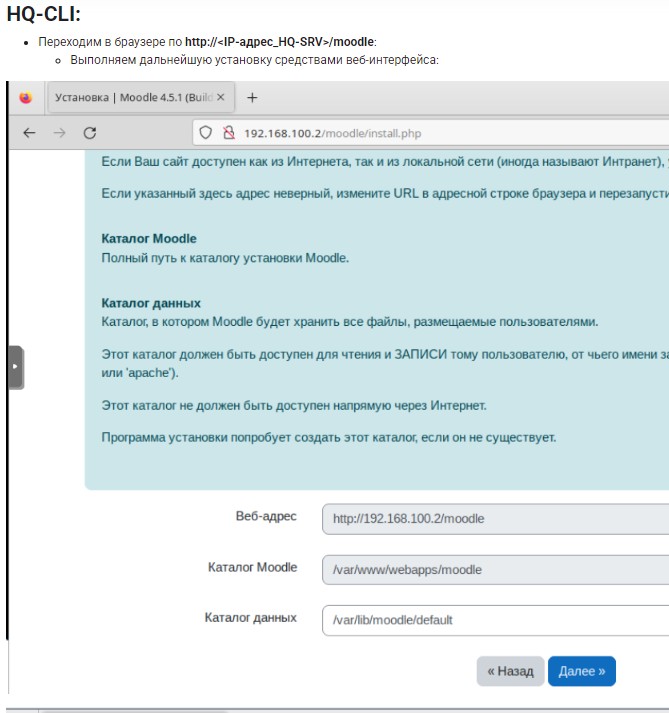 HQ-CLI:
Переходим в браузере по http://<IP-адрес_HQ-SRV>/moodle:
Выполняем дальнейшую установку средствами веб-интерфейса:
Установка | Moodle 4.5.1 (Build
192.168.100.2/moodle/install.php
Если Ваш сайт доступен как из Интернета, так и из локальной сети (иногда называют Интранет),
Если указанный здесь адрес неверный, измените URL в адресной строке браузера и перезапусти
Каталог Moodle
Полный путь к каталогу установки Moodle.
Каталог данных
Каталог, в котором Moodle будет хранить все файлы, размещаемые пользователями.
Этот каталог должен быть доступен для чтения и ЗАПИСИ тому пользователю, от чьего имени за
или 'apache').
Этот каталог не должен быть доступен напрямую через Интернет.
Программа установки попробует создать этот каталог, если он не существует.
Веб-адрес
http://192.168.100.2/moodle
Каталог Moodle
/var/www/webapps/moodle
Каталог данных
/var/lib/moodle/default
« Назад
Далее »